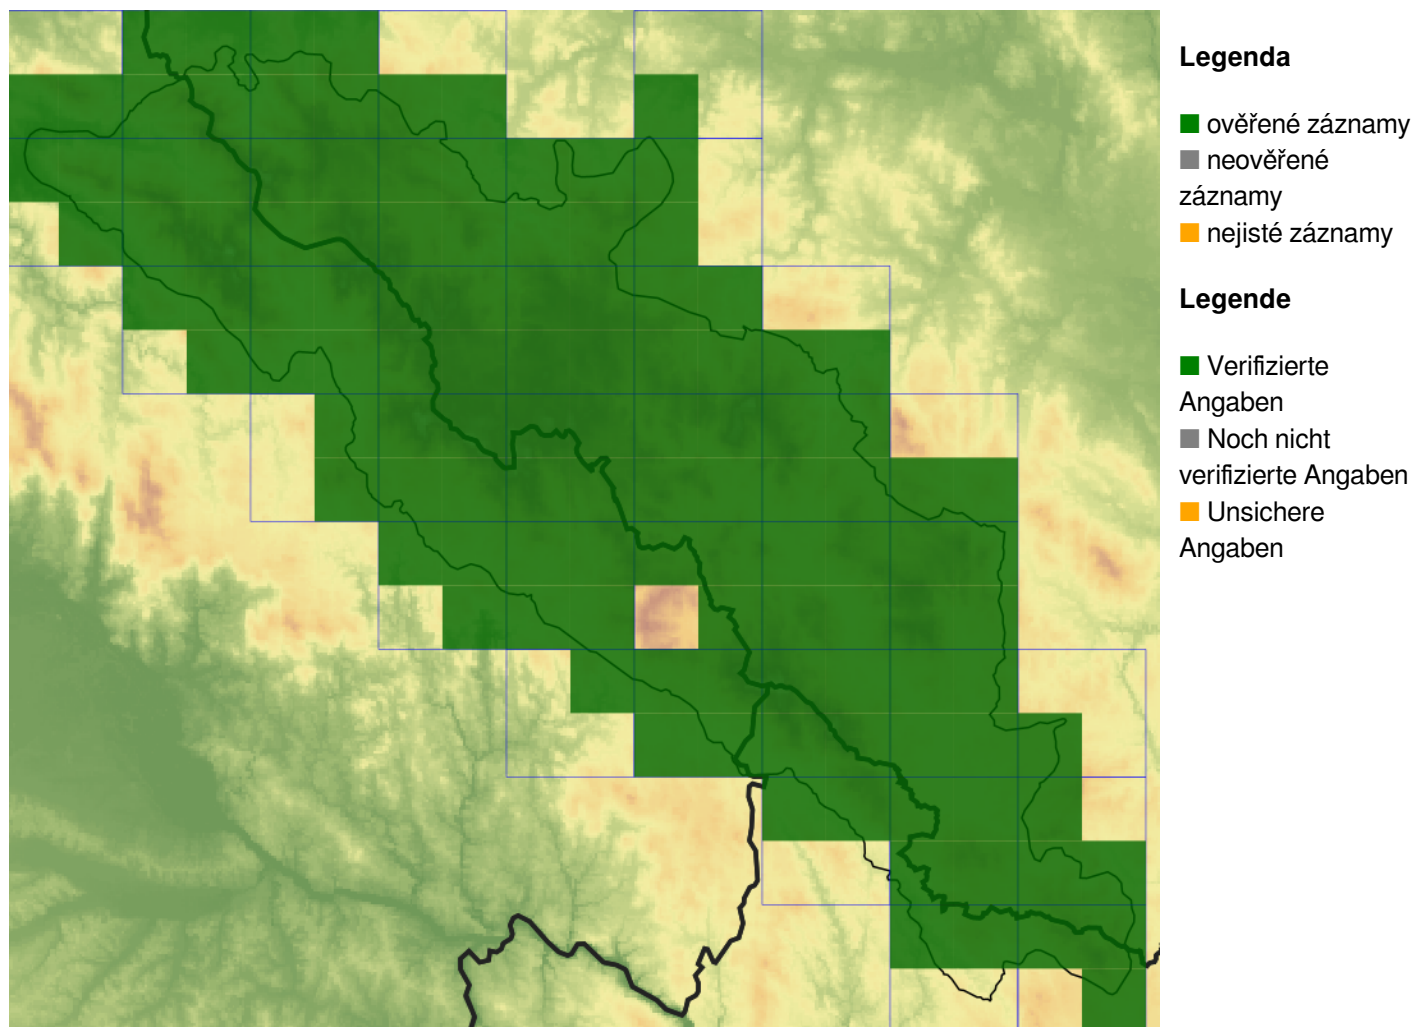 Legenda
ověřené záznamy
neověřené
záznamy
nejisté záznamy
Legende
Verifizierte
Angaben
Noch nicht
verifizierte Angaben
Unsichere
Angaben